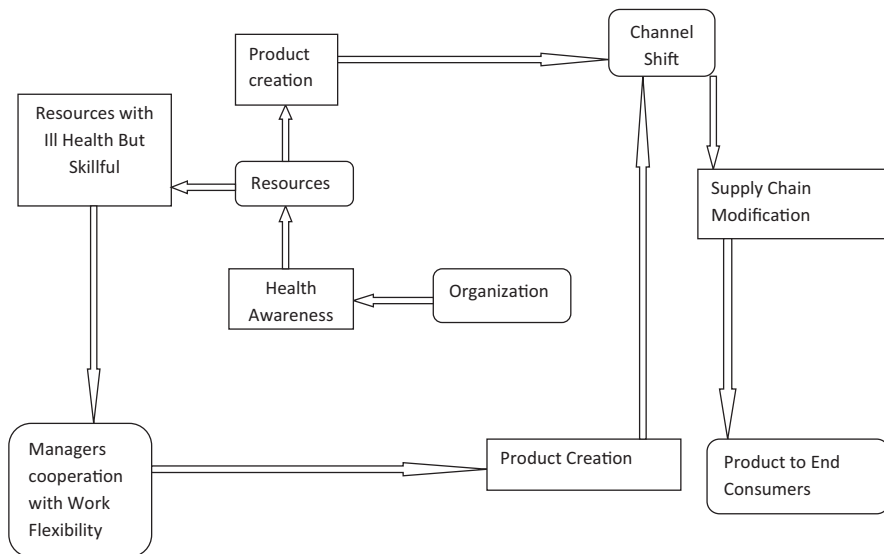 Channel
Shift
Product
creation
Resources with
Ill Health But
Skillful
Resources
Supply Chain
Modification
Health
Awareness
Organization
Managers
cooperation
with Work
Flexibility
Product Creation
Product to End
Consumers